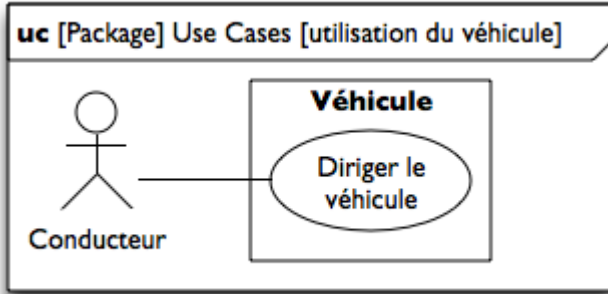 uc [Package] Use Cases [utilisation du véhicule]
Véhicule
Diriger le
véhicule
Conducteur